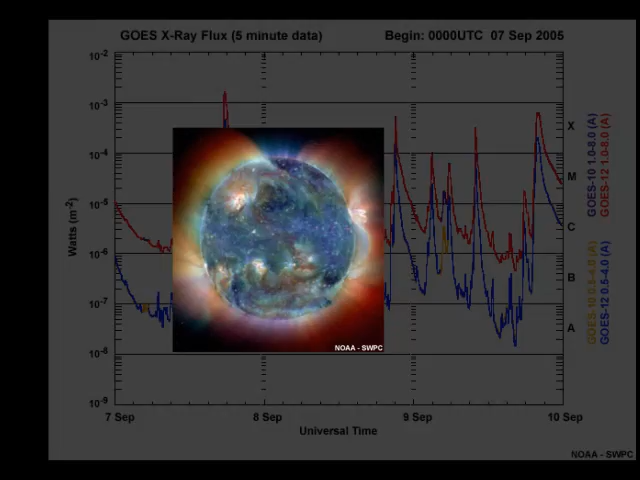 GOES X-Ray Flux (5 minute data) Begin: 0000UTC 07 Sep 2005
10-2
10-3
10-4
10-5
10-6
10-7
10-8
10-9
Watts (m-2)
X
M
C
B
A
GOES-10 1.0-8.0 (A)
GOES-12 1.0-8.0 (A)
GOES-10 0.5-4.0 (A)
GOES-12 0.5-4.0 (A)
NOAA - SWPC
7 Sep 8 Sep 9 Sep 10 Sep
Universal Time
NOAA - SWPC